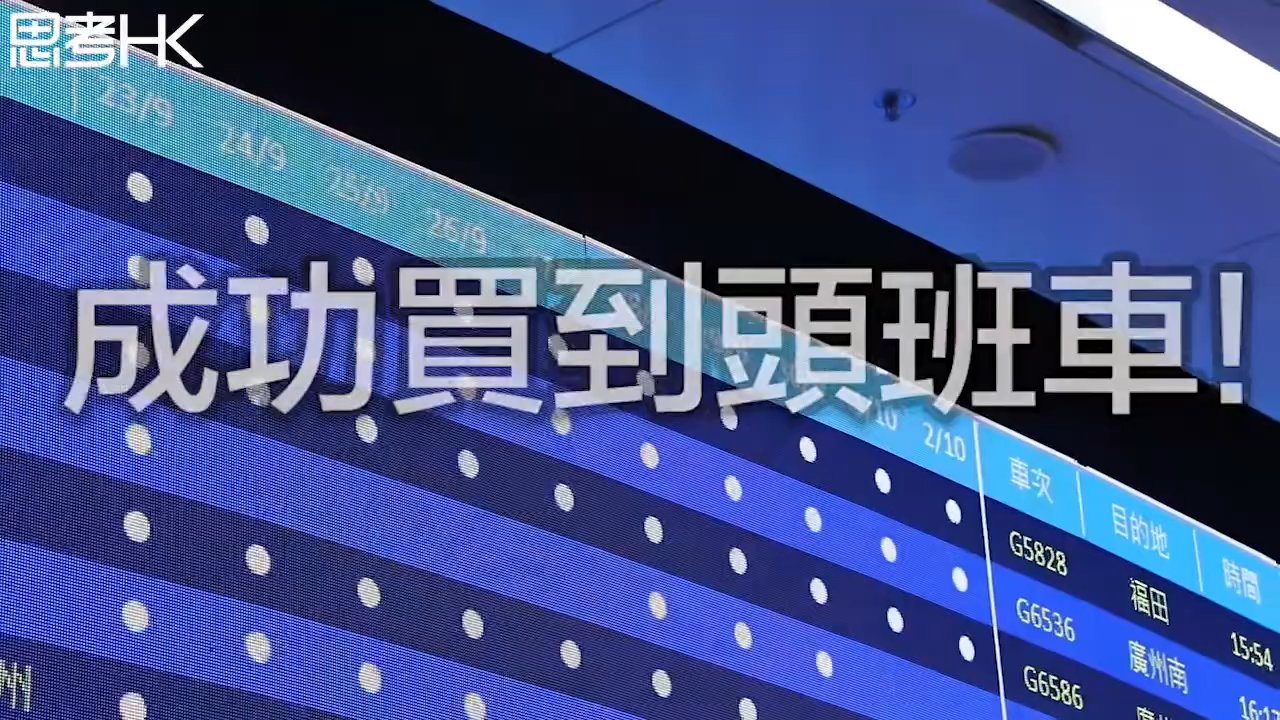 思考HK
23/9 24/9 25/9 26/9
成功買到頭班車!
2/10 車次 目的地 時間
G5828 福田 15:54
G6536 廣州南
G6586
州